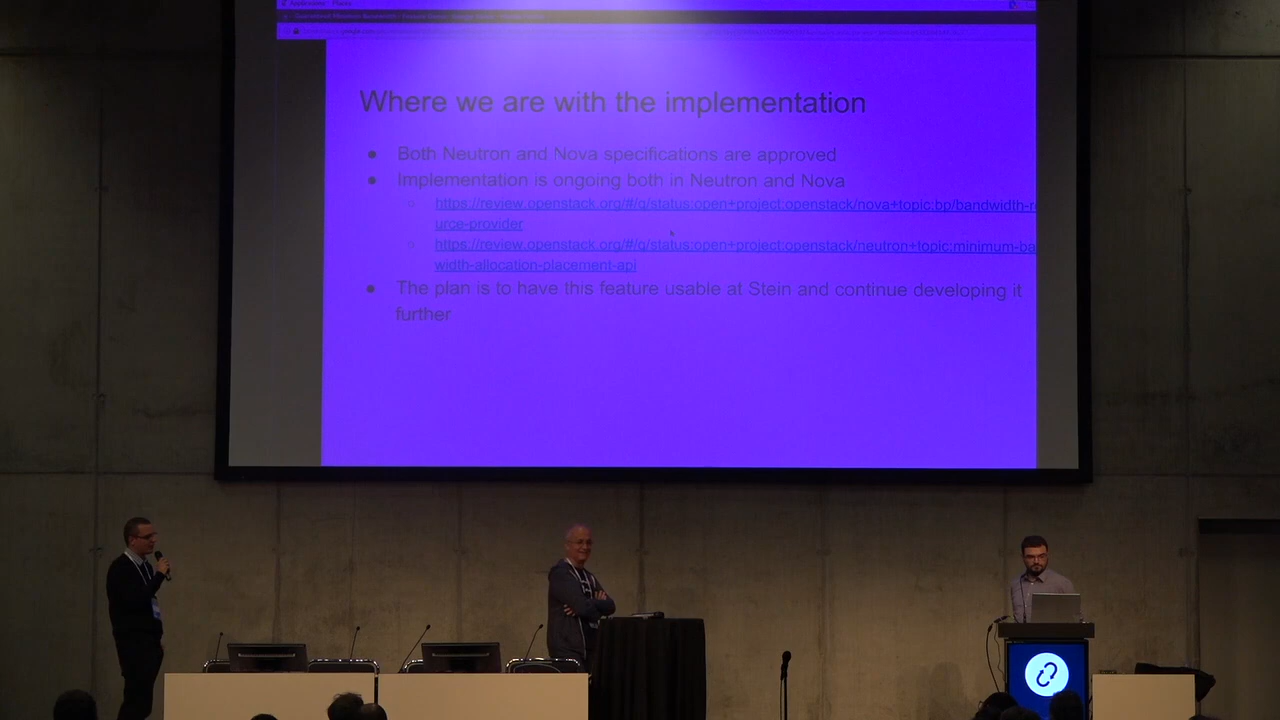 Where we are with the implementation
Both Neutron and Nova specifications are approved
Implementation is ongoing both in Neutron and Nova
https://review.openstack.org/#/q/status:open+project:openstack/nova+topic:bp/bandwidth-r
urce-provider
https://review.openstack.org/#/q/status:open+project:openstack/neutron+topic:minimum-ba
width-allocation-placement-api
The plan is to have this feature usable at Stein and continue developing it
further